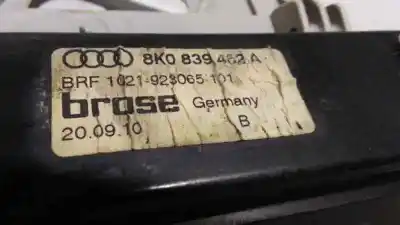 8K0 839 462 A
BRF 1021-923065 101
brose Germany
20.09.10 B